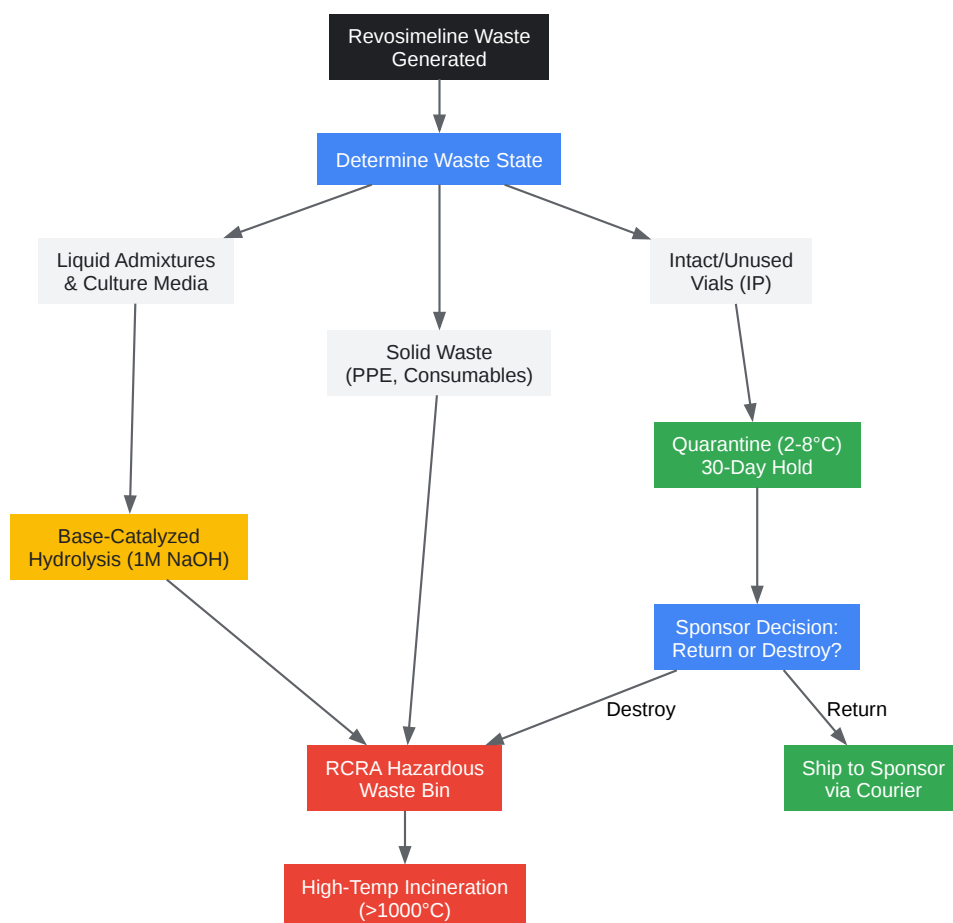 Revosimeline Waste
Generated
Determine Waste State
Liquid Admixtures
& Culture Media
Intact/Unused
Vials (IP)
Solid Waste
(PPE, Consumables)
Quarantine (2-8°C)
30-Day Hold
Base-Catalyzed
Hydrolysis (1M NaOH)
Sponsor Decision:
Return or Destroy?
Destroy
Return
RCRA Hazardous
Waste Bin
Ship to Sponsor
via Courier
High-Temp Incineration
(>1000°C)